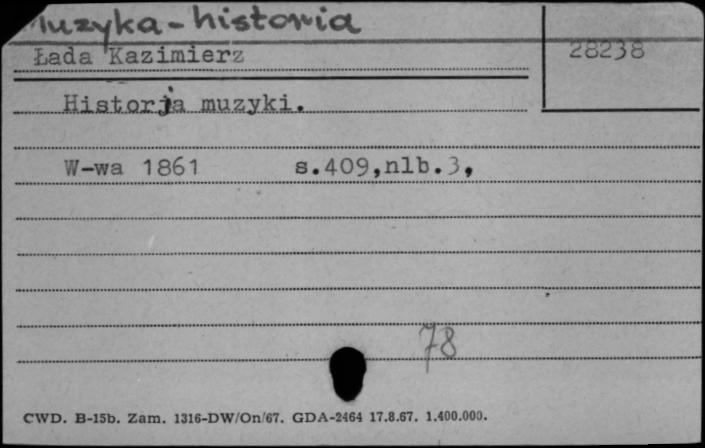 Muzyka - historia
Łada Kazimierz
28238
Historja muzyki.
W-wa 1861 s.409,nlb.3,
78
CWD. B-15b. Zam. 1316-DW/On/67. GDA-2464 17.8.67. 1.400.000.